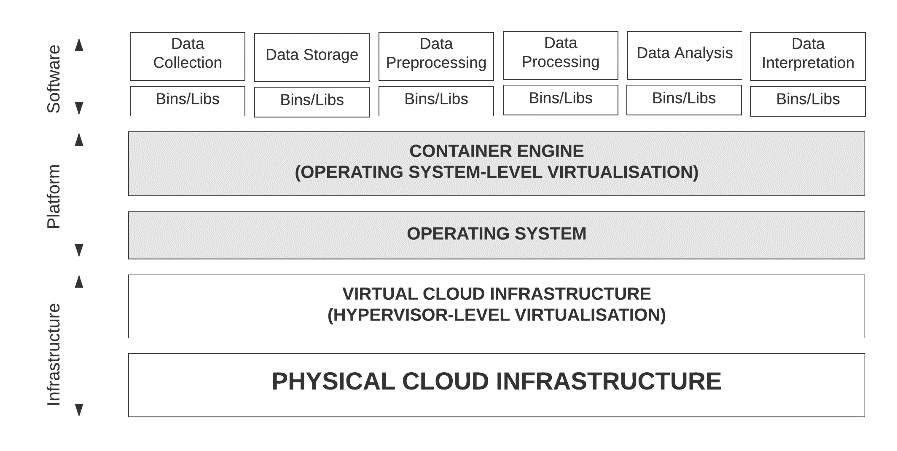 Software
Data
Collection
Data Storage
Data
Preprocessing
Data
Processing
Data Analysis
Data
Interpretation
Bins/Libs
Bins/Libs
Bins/Libs
Bins/Libs
Bins/Libs
Bins/Libs
Platform
CONTAINER ENGINE
(OPERATING SYSTEM-LEVEL VIRTUALISATION)
OPERATING SYSTEM
Infrastructure
VIRTUAL CLOUD INFRASTRUCTURE
(HYPERVISOR-LEVEL VIRTUALISATION)
PHYSICAL CLOUD INFRASTRUCTURE